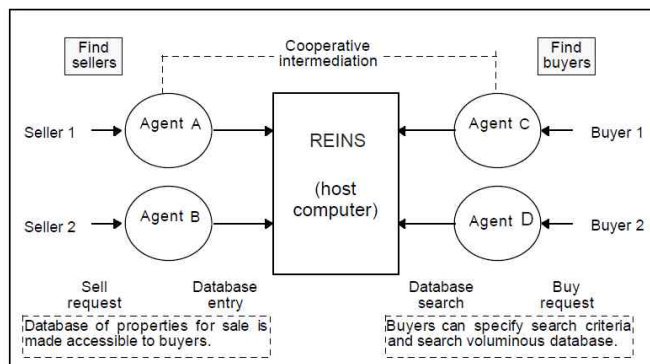 Find
sellers
Cooperative
intermediation
Find
buyers
Seller 1
Agent A
REINS
(host
computer)
Agent C
Buyer 1
Seller 2
Agent B
Agent D
Buyer 2
Sell
request
Database
entry
Database
search
Buy
request
Database of properties for sale is
made accessible to buyers.
Buyers can specify search criteria
and search voluminous database.